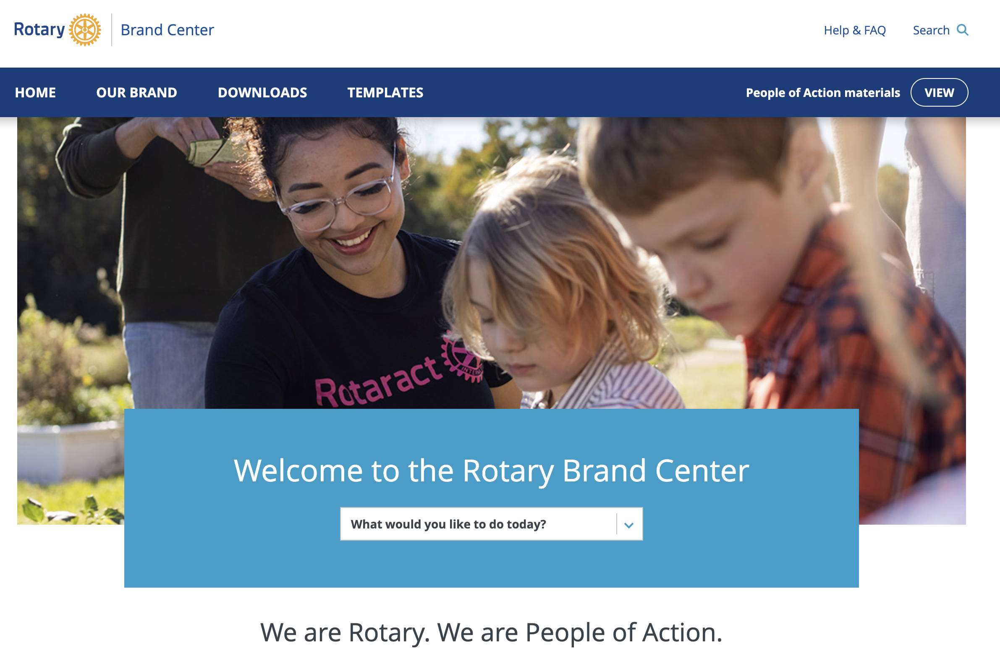 Rotary
Brand Center
Help & FAQ
Search
HOME
OUR BRAND
DOWNLOADS
TEMPLATES
People of Action materials
VIEW
Rotaract
Welcome to the Rotary Brand Center
What would you like to do today?
We are Rotary. We are People of Action.